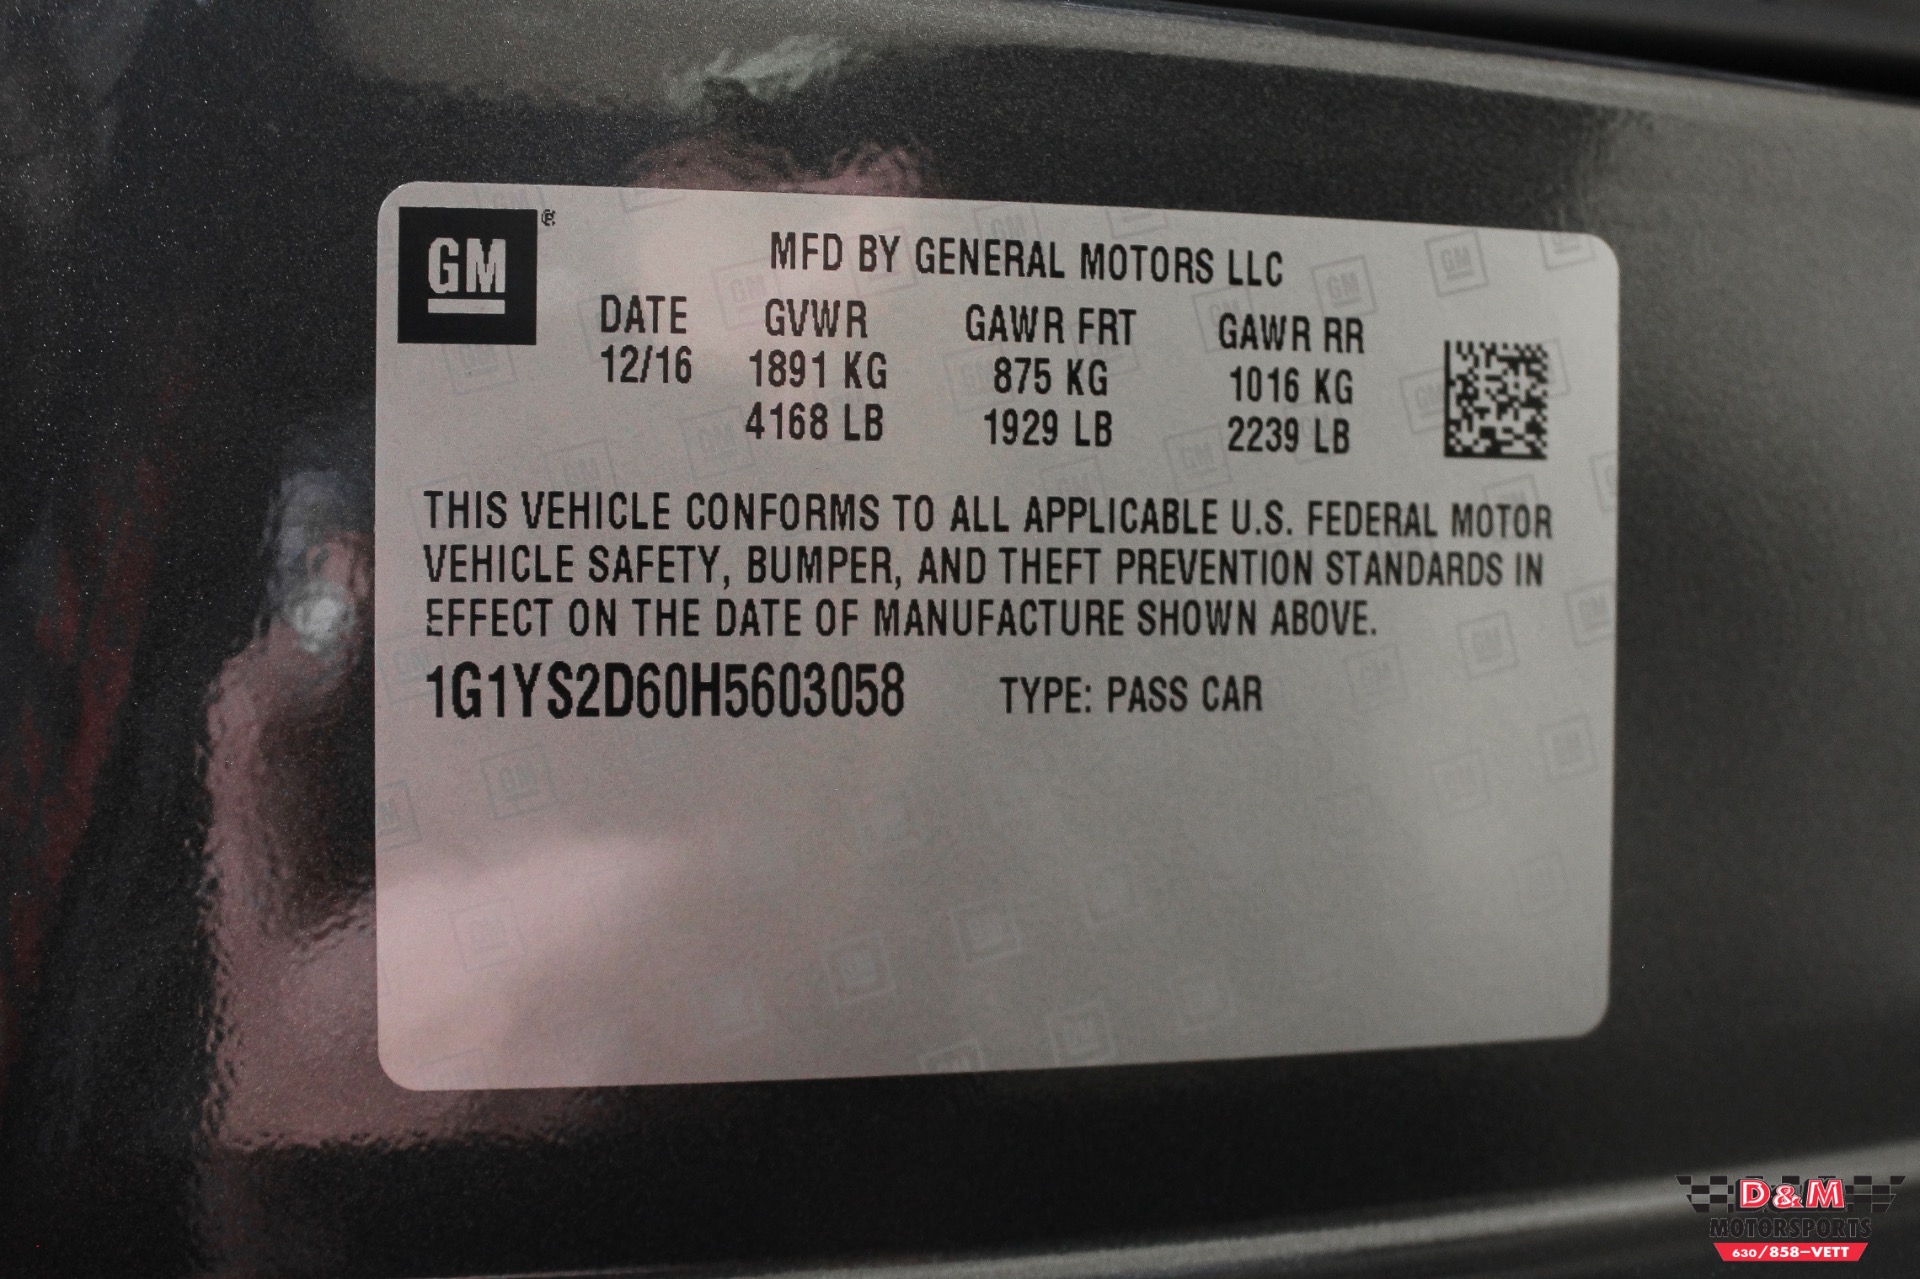 GM®
MFD BY GENERAL MOTORS LLC
DATE GVWR GAWR FRT GAWR RR
12/16 1891 KG 875 KG 1016 KG
4168 LB 1929 LB 2239 LB
THIS VEHICLE CONFORMS TO ALL APPLICABLE U.S. FEDERAL MOTOR
VEHICLE SAFETY, BUMPER, AND THEFT PREVENTION STANDARDS IN
EFFECT ON THE DATE OF MANUFACTURE SHOWN ABOVE.
1G1YS2D60H5603058 TYPE: PASS CAR
D&M
MOTORSPORTS
630/858-VETT